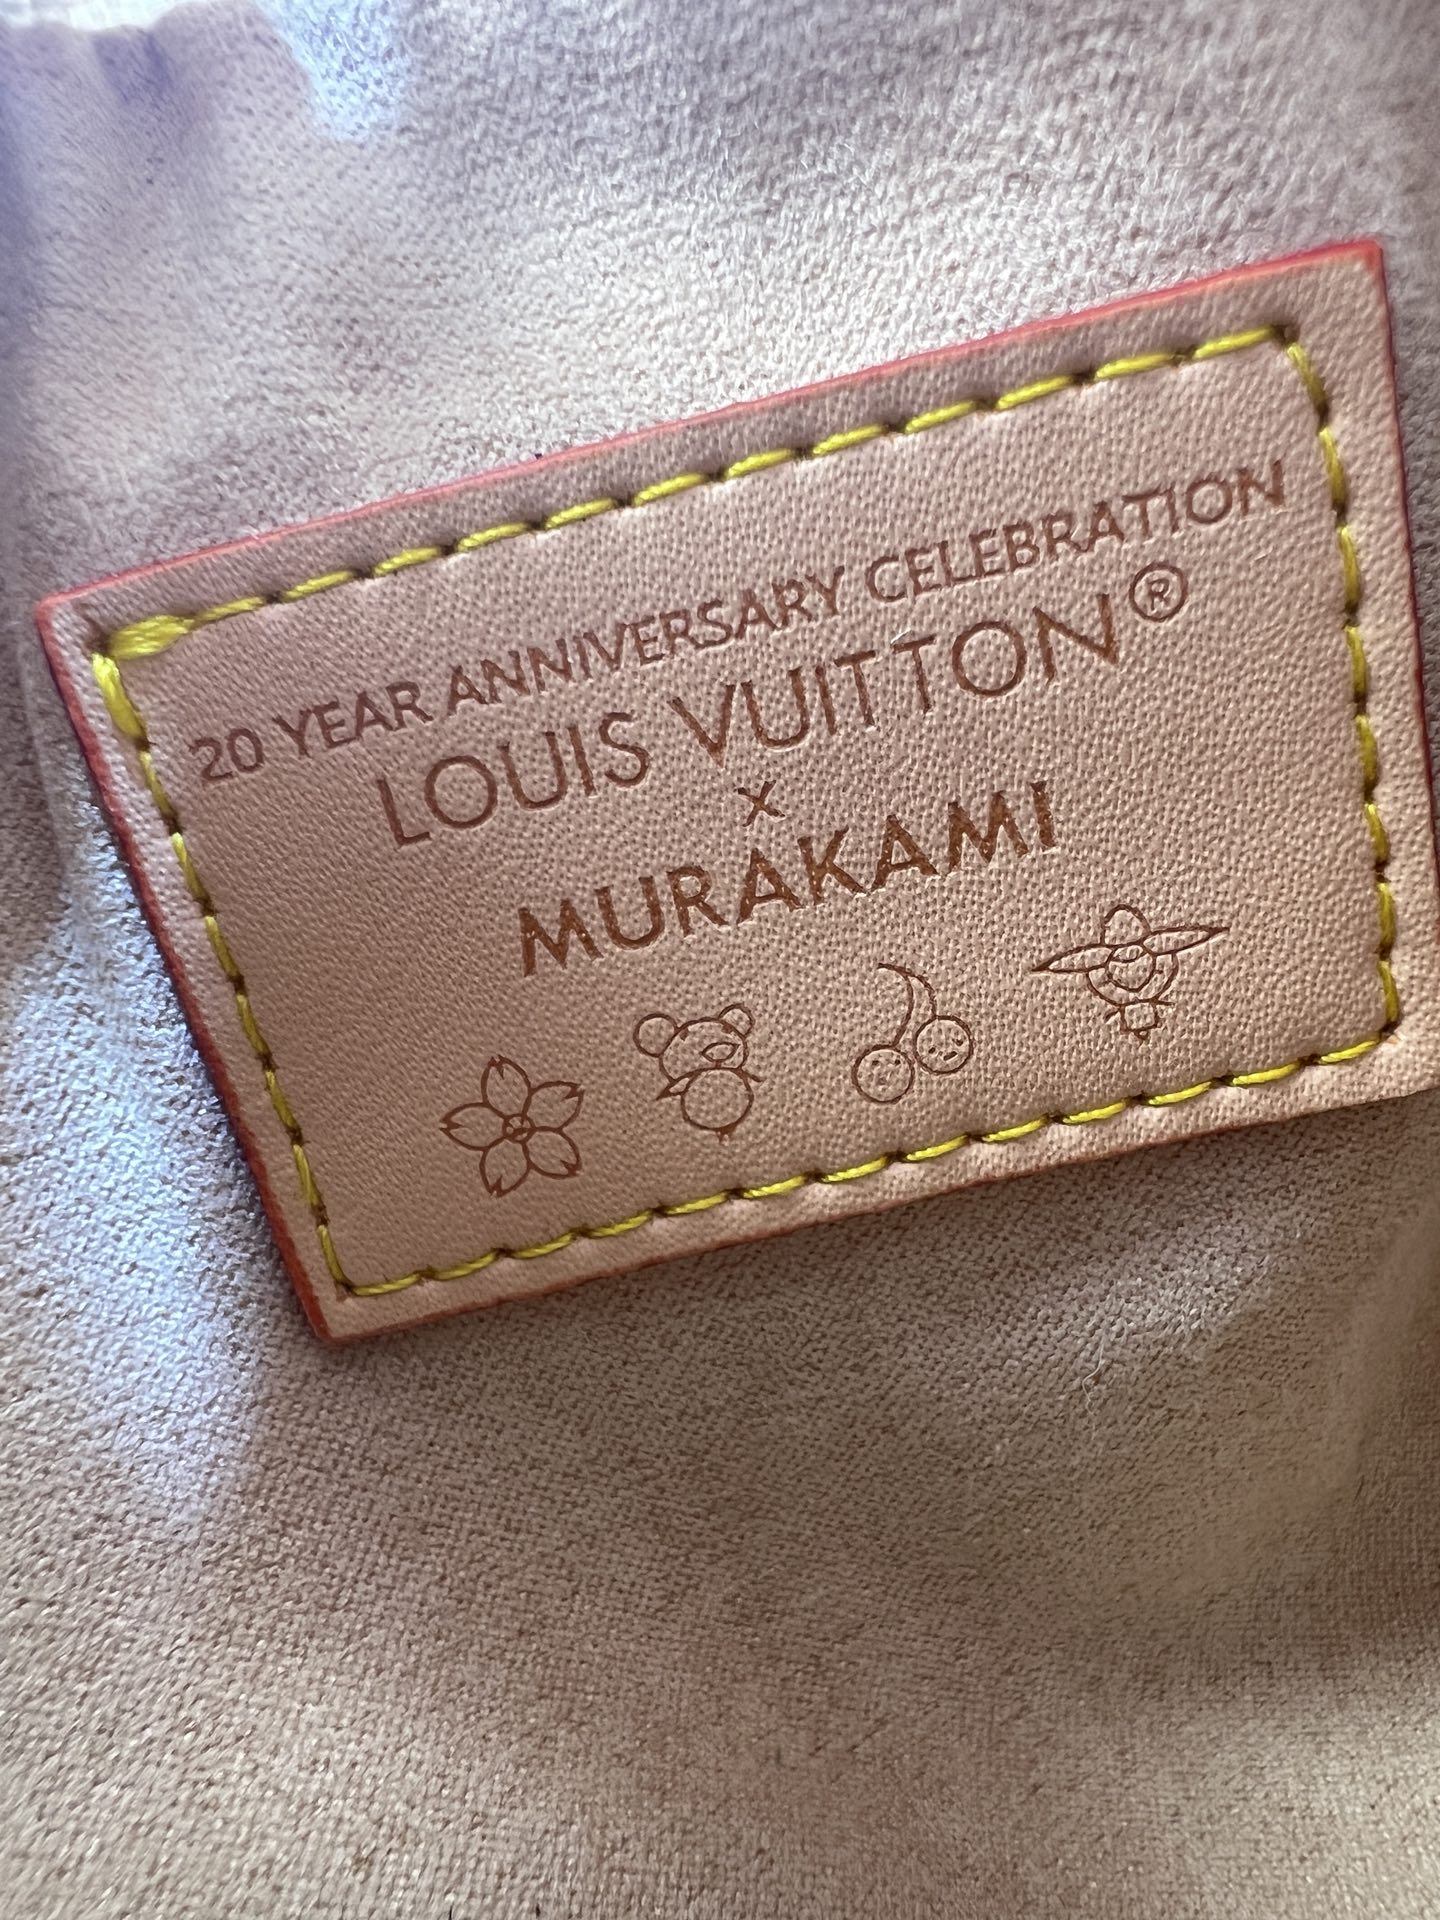 20 YEAR ANNIVERSARY CELEBRATION
LOUIS VUITTON®
x
MURAKAMI